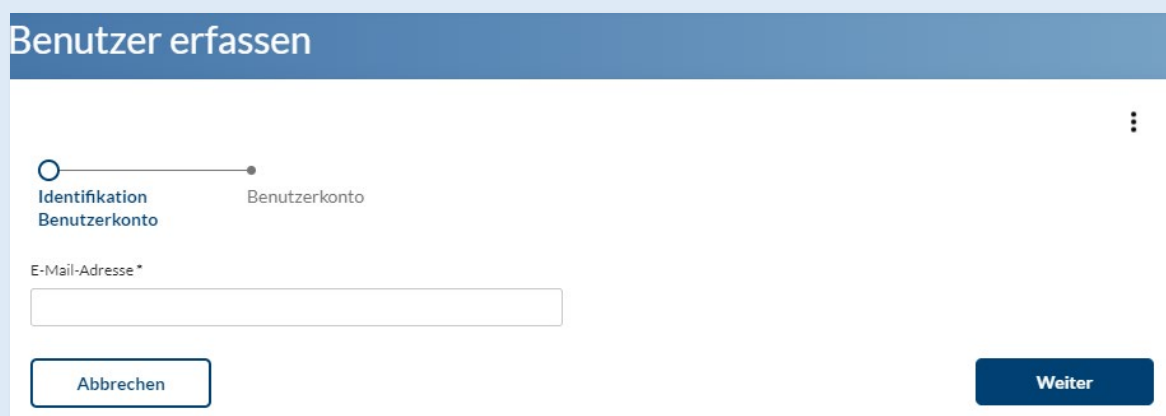 Benutzer erfassen
Identifikation
Benutzerkonto
Benutzerkonto
E-Mail-Adresse *
Abbrechen
Weiter